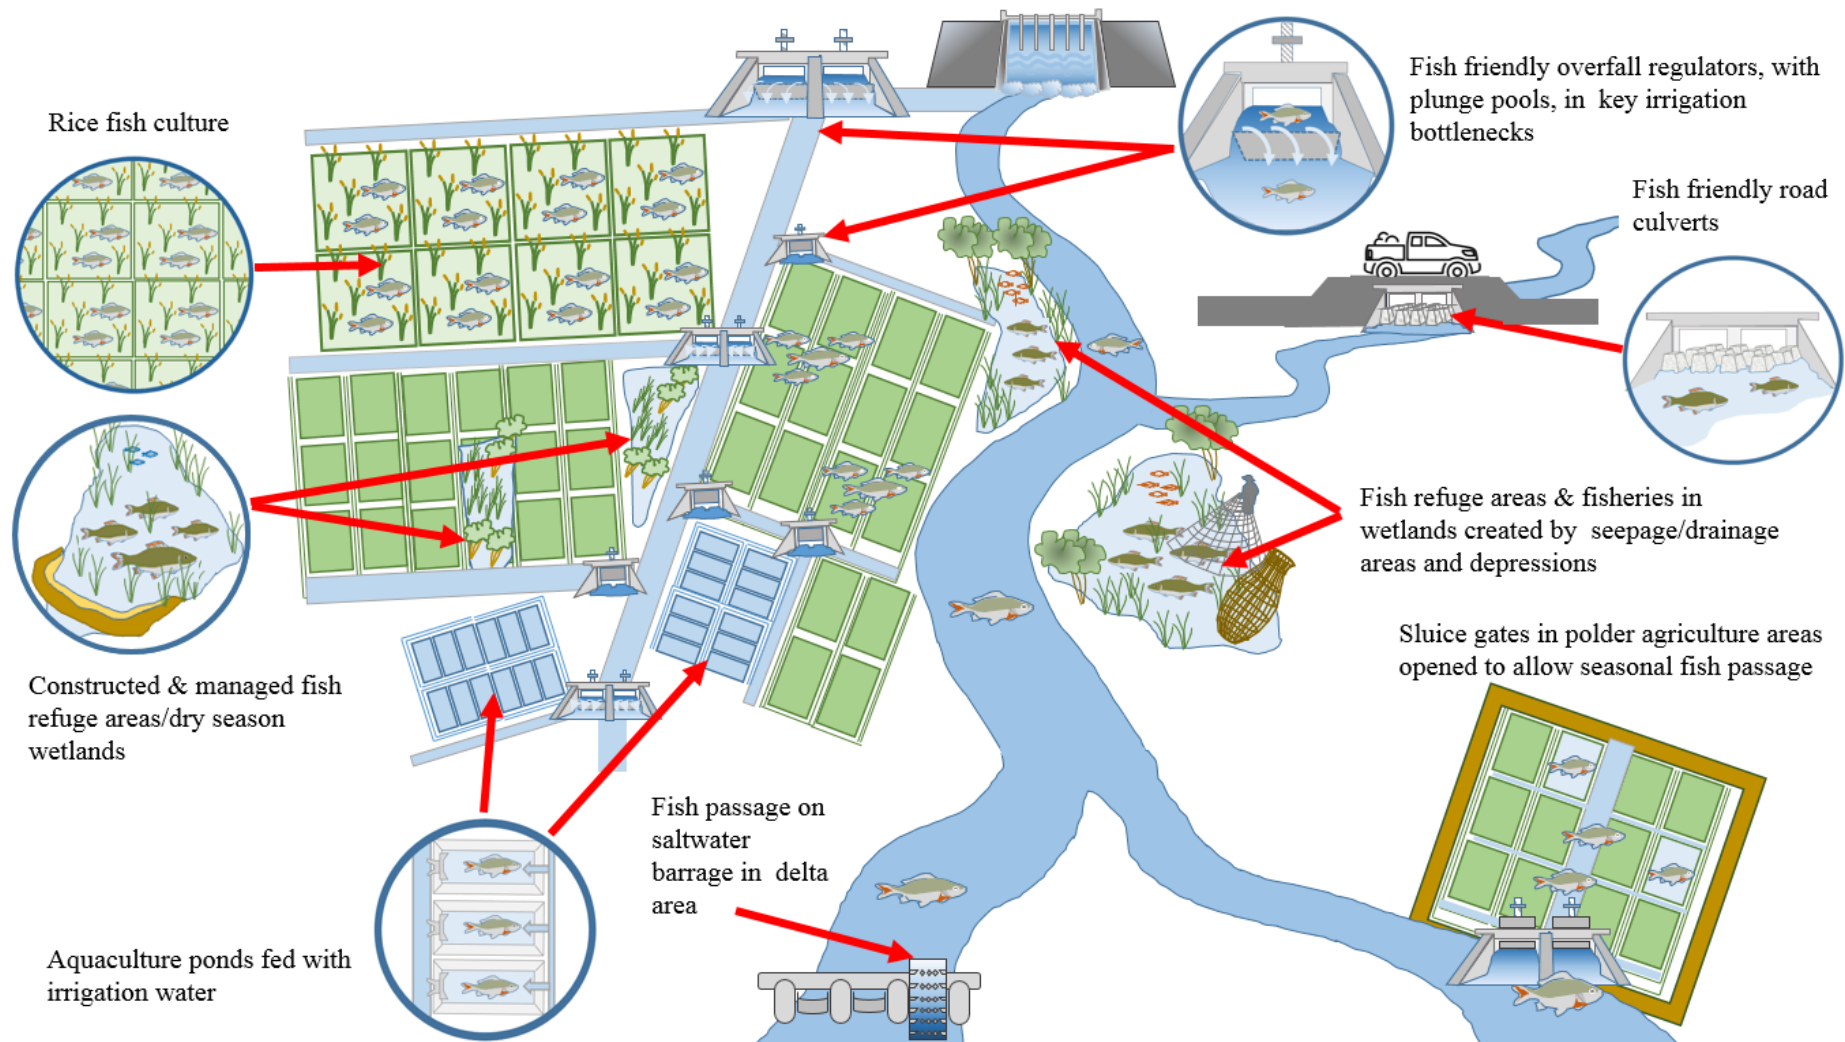 Rice fish culture
Fish friendly overfall regulators, with
plunge pools, in key irrigation
bottlenecks
Fish friendly road
culverts
Fish refuge areas & fisheries in
wetlands created by seepage/drainage
areas and depressions
Sluice gates in polder agriculture areas
opened to allow seasonal fish passage
Constructed & managed fish
refuge areas/dry season
wetlands
Fish passage on
saltwater
barrage in delta
area
Aquaculture ponds fed with
irrigation water